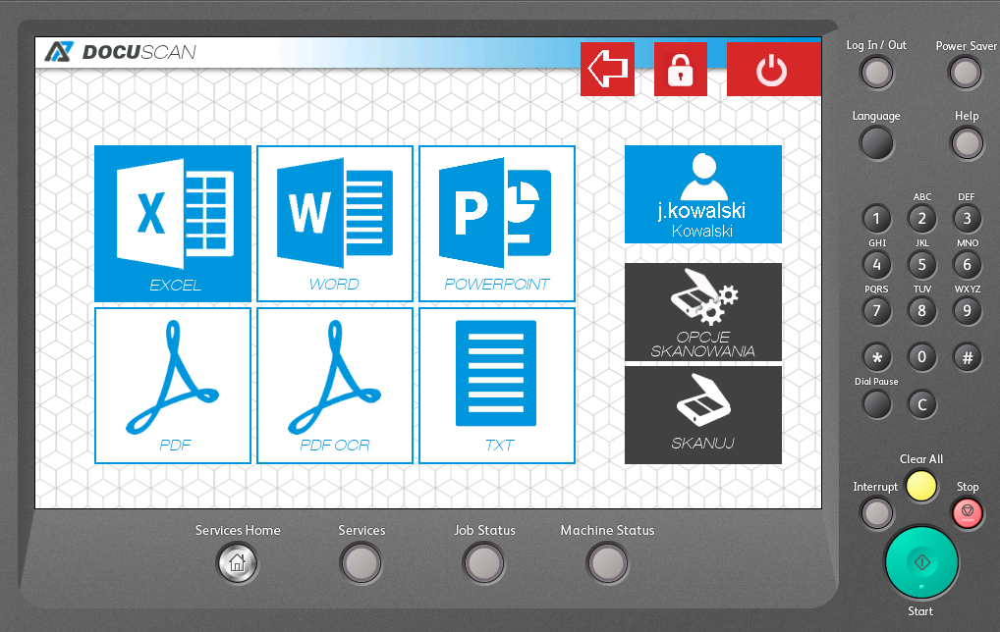 DOCUSCAN
Log In / Out
Power Saver
Language
Help
X
EXCEL
W
WORD
P
POWERPOINT
j.kowalski
Kowalski
OPCJE
SKANOWANIA
PDF
PDF OCR
TXT
SKANUJ
ABC
DEF
1
2
3
GHI
JKL
MNO
4
5
6
PQRS
TUV
WXYZ
7
8
9
*
0
#
Dial Pause
C
Clear All
Interrupt
Stop
Start
Services Home
Services
Job Status
Machine Status